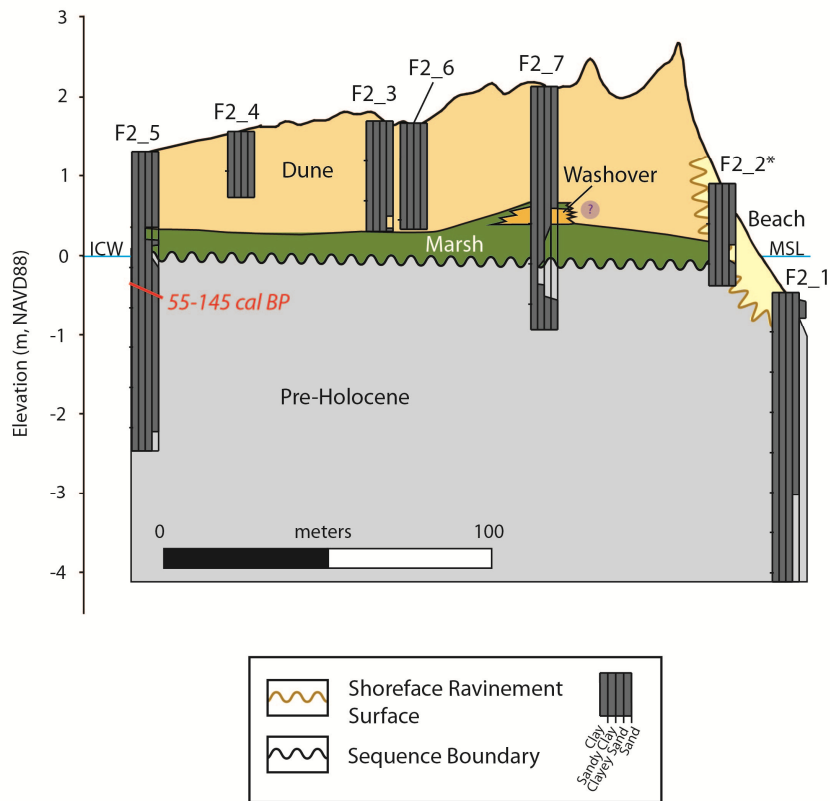 3
2
1
0
-1
-2
-3
-4
Elevation (m, NAVD88)
F2_5
F2_4
F2_3
F2_6
F2_7
F2_2*
F2_1
Dune
Washover
?
Beach
ICW
Marsh
MSL
55-145 cal BP
Pre-Holocene
0 meters 100
Shoreface Ravinement
Surface
Sequence Boundary
Clay
Sandy Clay
Clayey Sand
Sand